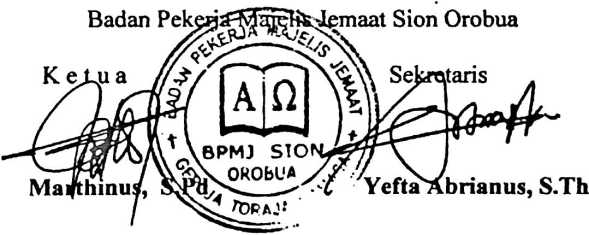 Badan Pekerja Majelis Jemaat Sion Orobua
K e t u a
Sekretaris
BADAN PEKERJA MAJELIS JEMAAT
Α Ω
BPMJ SION
OROBUA
GEREJA TORAJA
Marthinus, S.Pd
Yefta Abrianus, S.Th